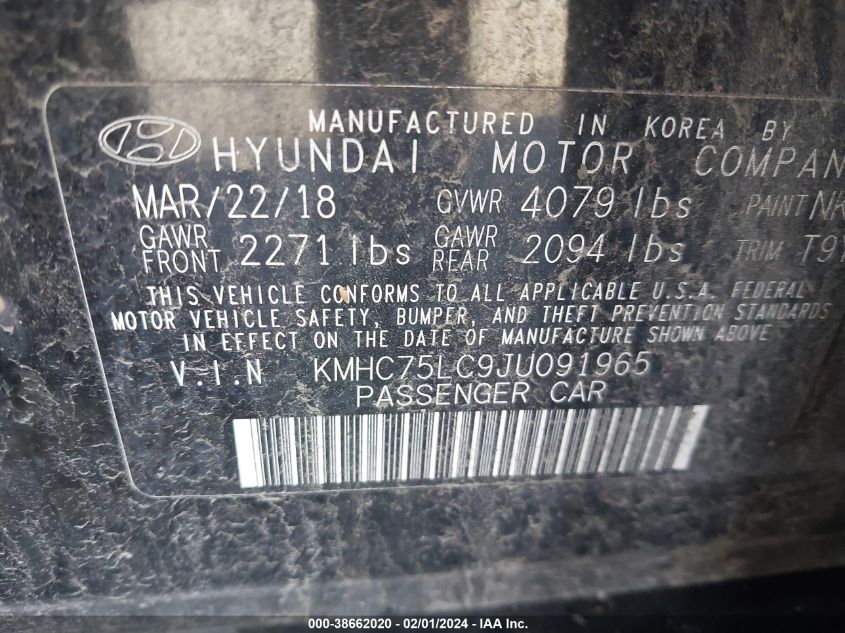 MANUFACTURED IN KOREA BY
HYUNDAI MOTOR COMPAN
MAR/22/18 GVWR 4079 lbs PAINT NK
GAWR FRONT 2271 lbs GAWR REAR 2094 lbs TRIM T9Y
THIS VEHICLE CONFORMS TO ALL APPLICABLE U.S.A. FEDERAL
MOTOR VEHICLE SAFETY, BUMPER, AND THEFT PREVENTION STANDARDS
IN EFFECT ON THE DATE OF MANUFACTURE SHOWN ABOVE
V.I.N KMHC75LC9JU091965
PASSENGER CAR
000-38662020 - 02/01/2024 - IAA Inc.